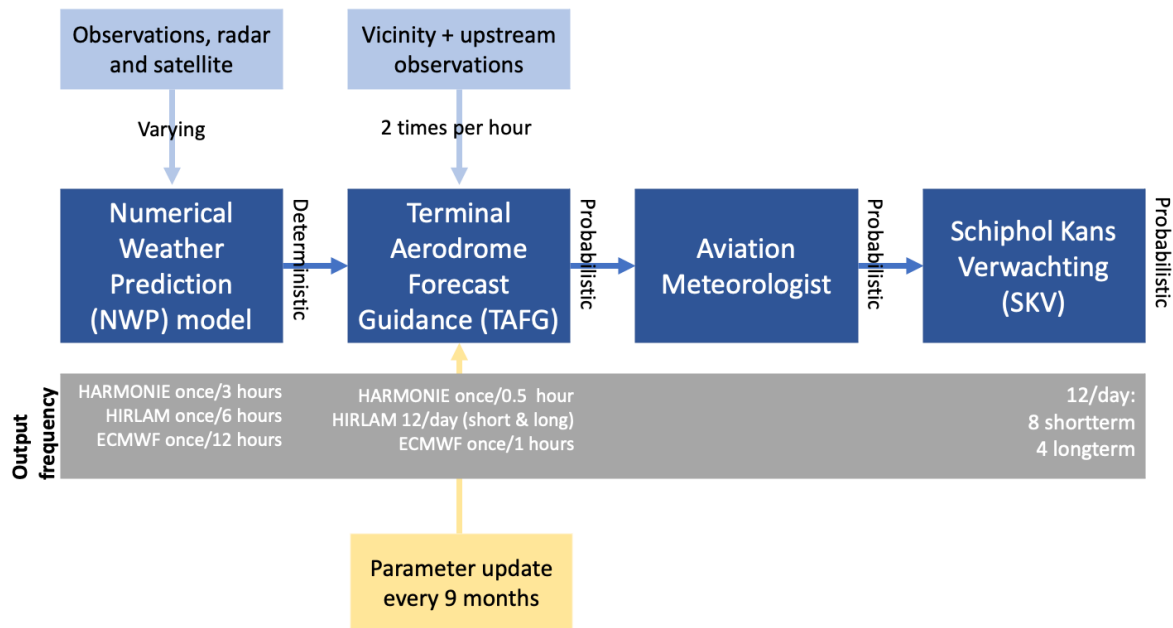 Observations, radar
and satellite
Vicinity + upstream
observations
Varying
2 times per hour
Numerical
Weather
Prediction
(NWP) model
Deterministic
Terminal
Aerodrome
Forecast
Guidance (TAFG)
Probabilistic
Aviation
Meteorologist
Probabilistic
Schiphol Kans
Verwachting
(SKV)
Probabilistic
Output
frequency
HARMONIE once/3 hours
HIRLAM once/6 hours
ECMWF once/12 hours
HARMONIE once/0.5 hour
HIRLAM 12/day (short & long)
ECMWF once/1 hours
12/day:
8 shortterm
4 longterm
Parameter update
every 9 months